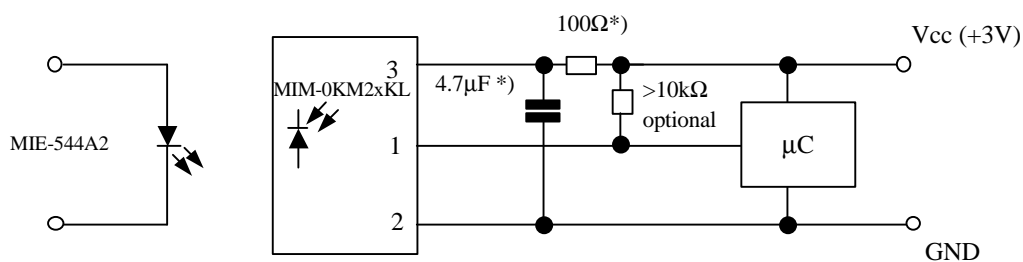 100Ω*)
Vcc (+3V)
3
4.7μF *)
MIM-0KM2xKL
>10kΩ
optional
MIE-544A2
1
μC
2
GND